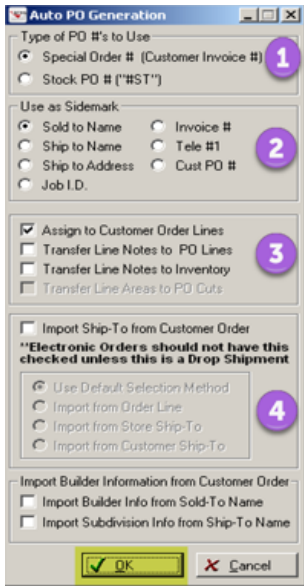 Auto PO Generation
Type of PO #'s to Use
Special Order # (Customer Invoice #)
Stock PO # ("#ST")
1
Use as Sidemark
Sold to Name
Invoice #
Ship to Name
Tele #1
Ship to Address
Cust PO #
Job I.D.
2
Assign to Customer Order Lines
Transfer Line Notes to PO Lines
Transfer Line Notes to Inventory
Transfer Line Areas to PO Cuts
3
Import Ship-To from Customer Order
"Electronic Orders should not have this
checked unless this is a Drop Shipment
Use Default Selection Method
Import from Order Line
Import from Store Ship-To
Import from Customer Ship-To
4
Import Builder Information from Customer Order
Import Builder Info from Sold-To Name
Import Subdivision Info from Ship-To Name
OK
Cancel